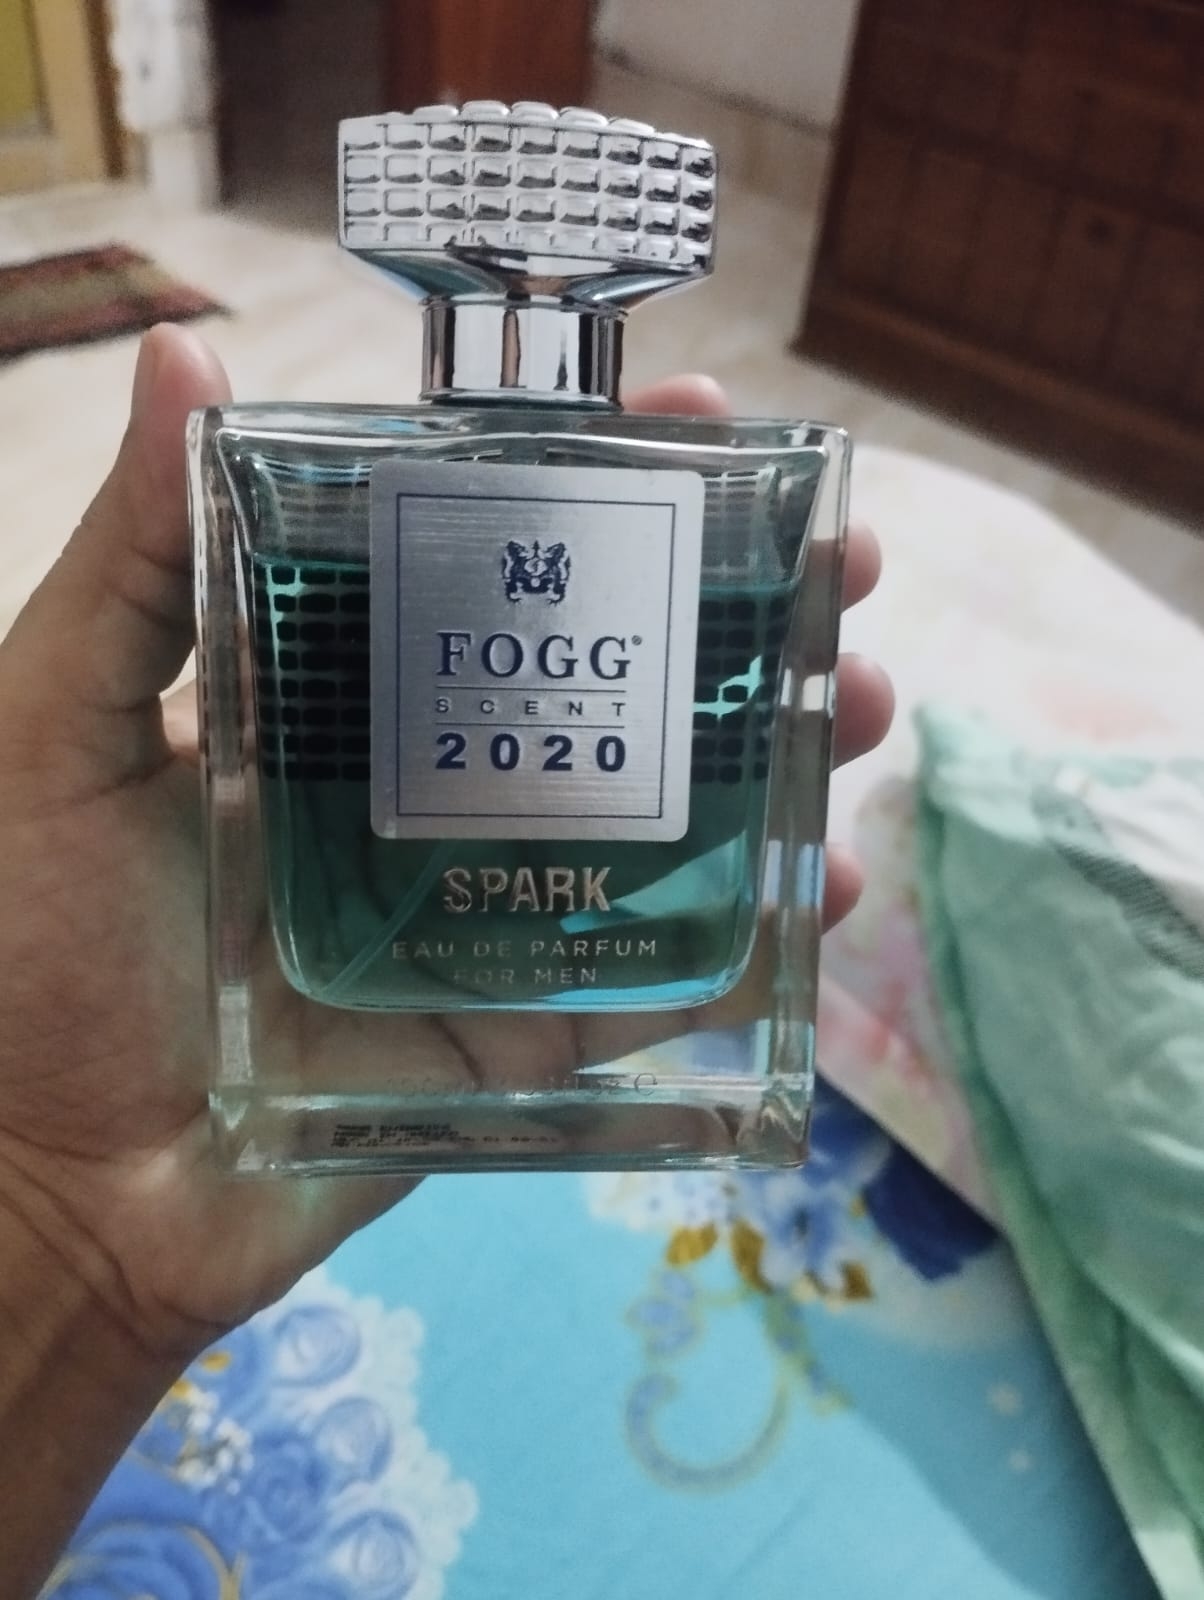 FOGG®
SCENT
2020
SPARK
EAU DE PARFUM
FOR MEN